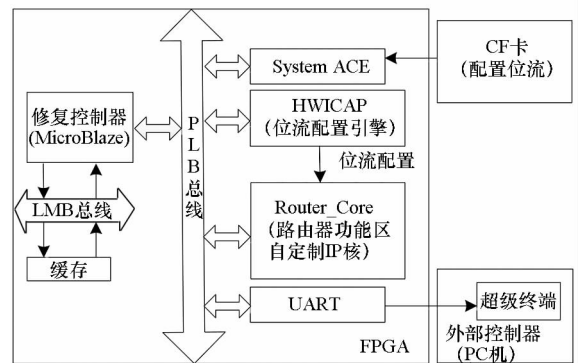 修复控制器
(MicroBlaze)
LMB总线
缓存
PLB总线
System ACE
HWICAP
(位流配置引擎)
位流配置
Router_Core
(路由器功能区
自定制IP核)
UART
FPGA
CF卡
(配置位流)
超级终端
外部控制器
(PC机)